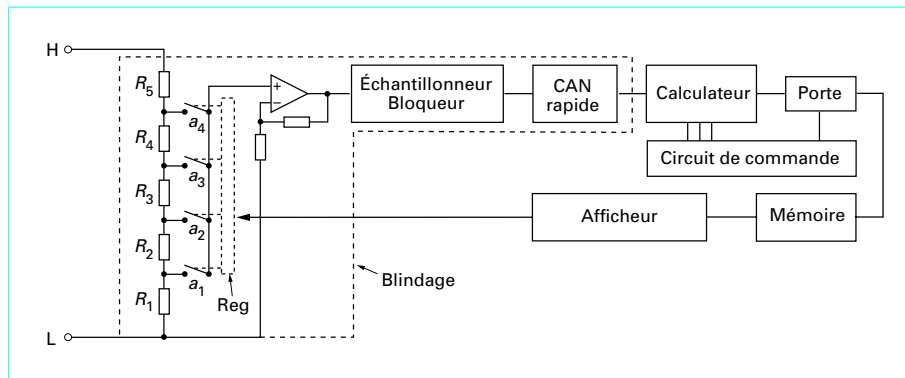 H
R5
R4
R3
R2
R1
a4
a3
a2
a1
Reg
L
+
−
Échantillonneur
Bloqueur
CAN
rapide
Calculateur
Porte
Circuit de commande
Afficheur
Mémoire
Blindage